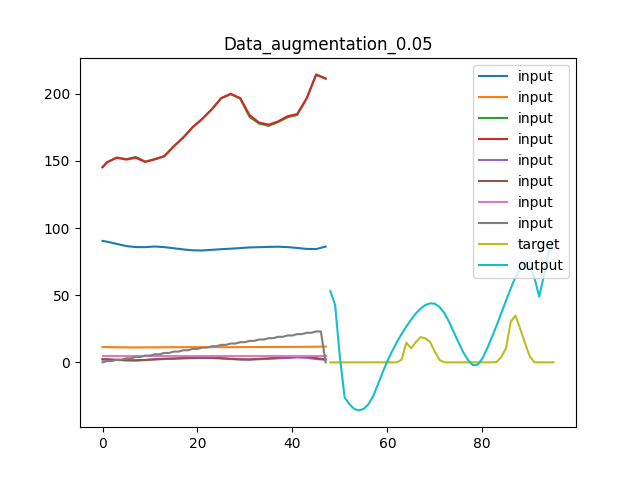 Data_augmentation_0.05
200
150
100
50
0
0
20
40
60
80
input
input
input
input
input
input
input
input
target
output